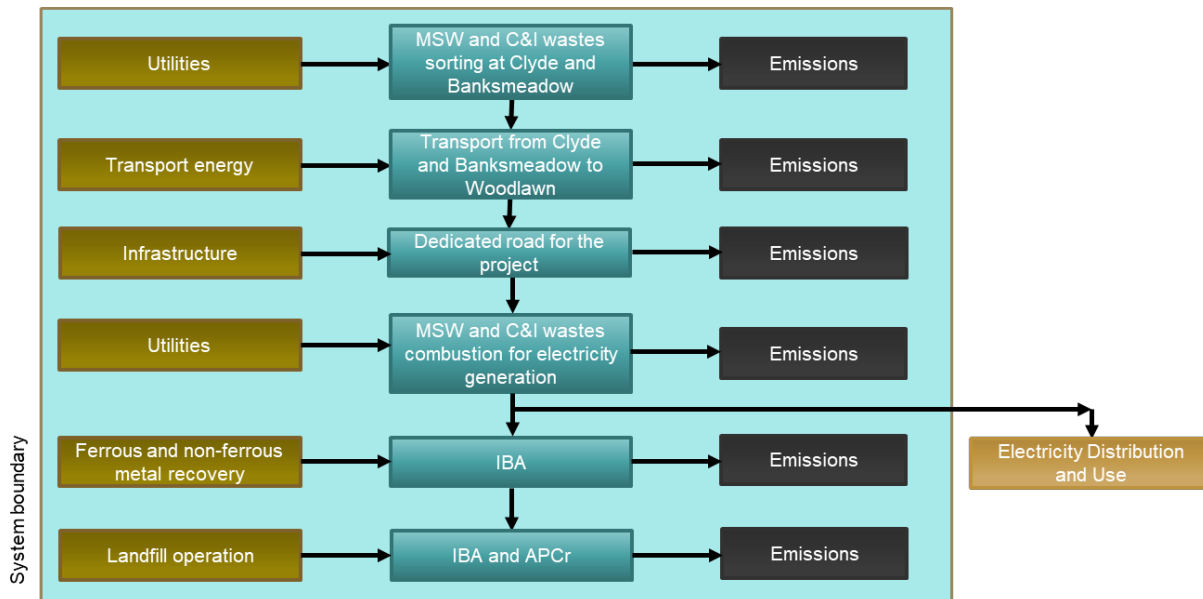 Utilities
MSW and C&I wastes
sorting at Clyde and
Banksmeadow
Emissions
Transport energy
Transport from Clyde
and Banksmeadow to
Woodlawn
Emissions
Infrastructure
Dedicated road for the
project
Emissions
Utilities
MSW and C&I wastes
combustion for electricity
generation
Emissions
Ferrous and non-ferrous
metal recovery
IBA
Emissions
Electricity Distribution
and Use
Landfill operation
IBA and APCr
Emissions
System boundary